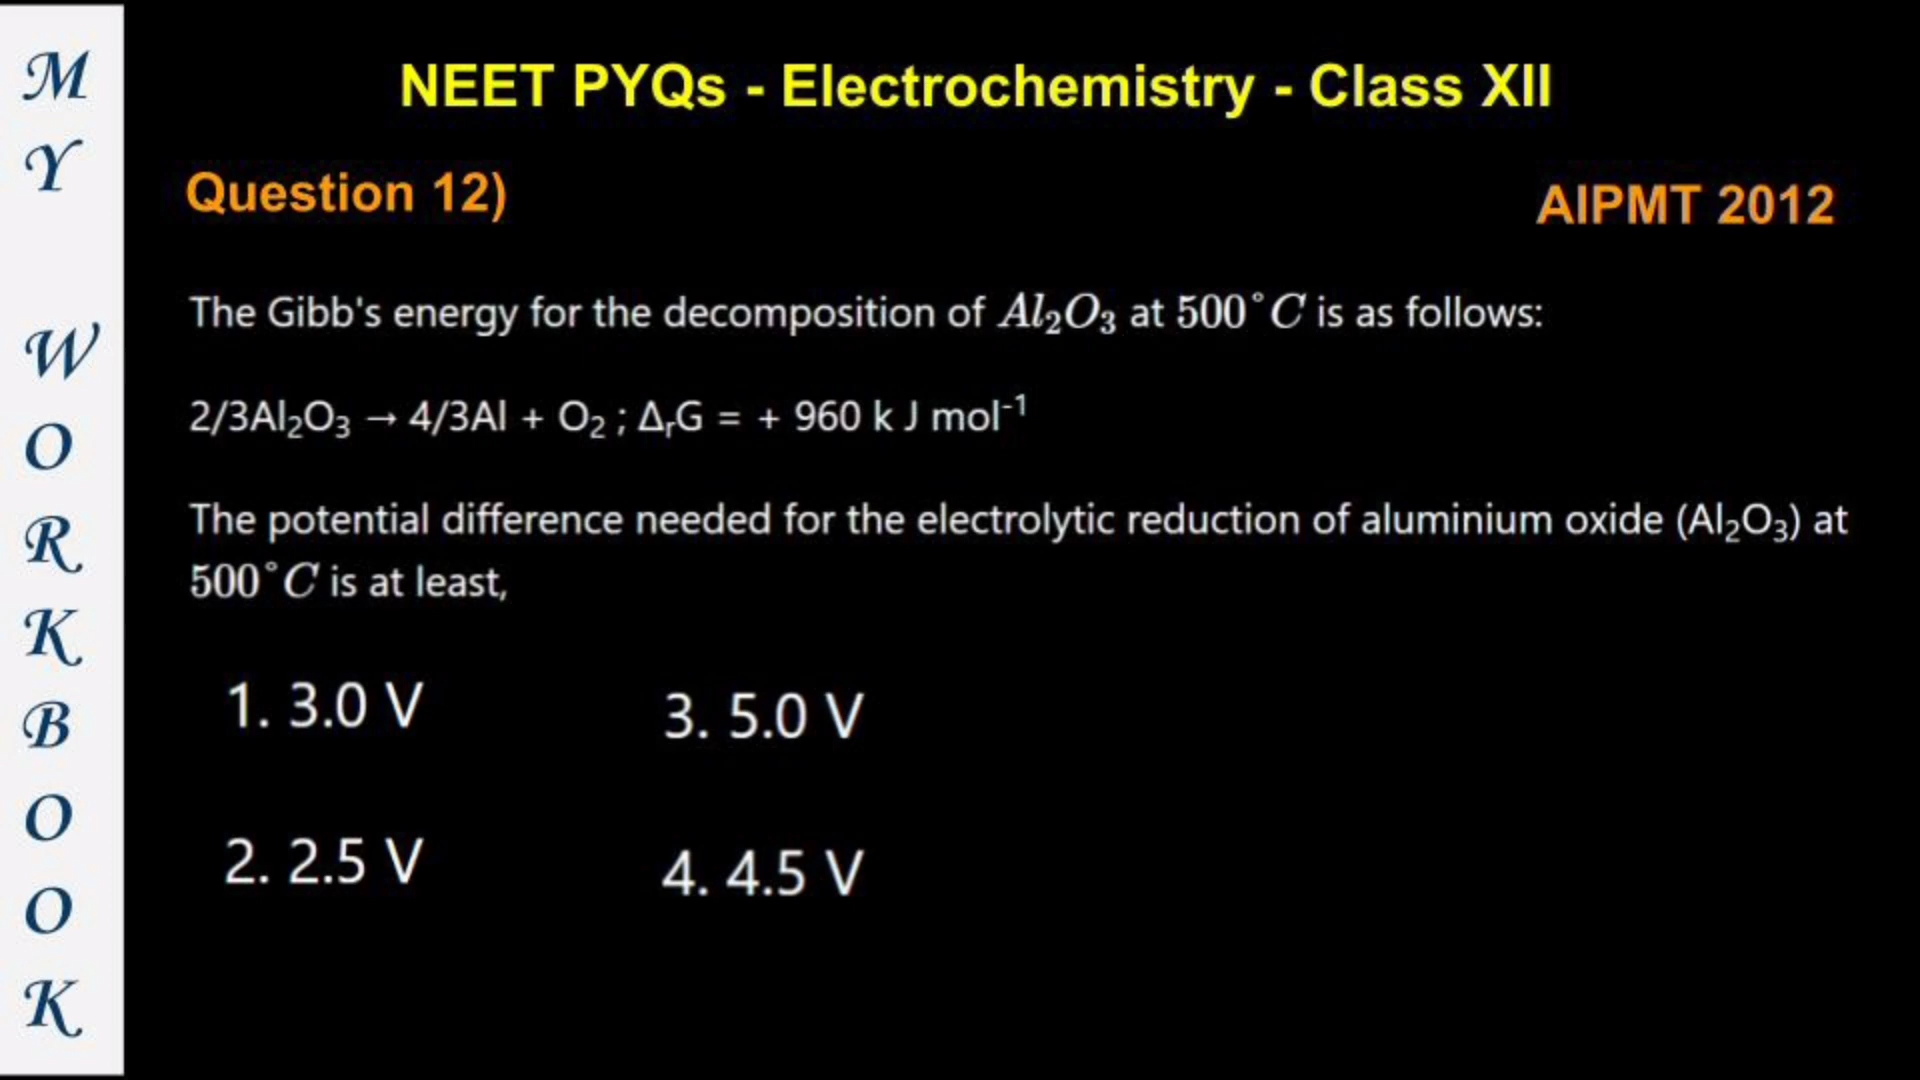 MY WORKBOOK
NEET PYQs - Electrochemistry - Class XII
Question 12)
AIPMT 2012
The Gibb's energy for the decomposition of Al₂O₃ at 500°C is as follows:
2/3Al₂O₃ → 4/3Al + O₂ ; ΔᵣG = + 960 k J mol⁻¹
The potential difference needed for the electrolytic reduction of aluminium oxide (Al₂O₃) at
500°C is at least,
1. 3.0 V
3. 5.0 V
2. 2.5 V
4. 4.5 V